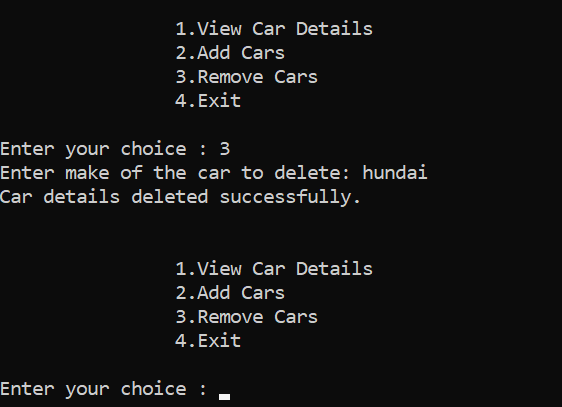 1.View Car Details
2.Add Cars
3.Remove Cars
4.Exit
Enter your choice : 3
Enter make of the car to delete: hundai
Car details deleted successfully.
1.View Car Details
2.Add Cars
3.Remove Cars
4.Exit
Enter your choice :